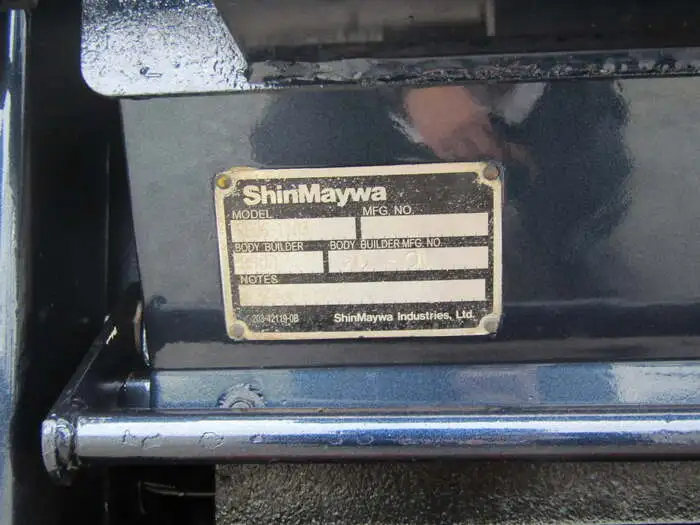 ShinMaywa
MODEL MFG. NO.
BODY BUILDER BODY BUILDER MFG. NO.
NOTES
203-42119-0B ShinMaywa Industries, Ltd.